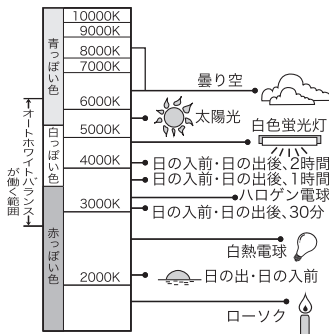 10000K
9000K
8000K
7000K
6000K
5000K
4000K
3000K
2000K
青っぽい色
白っぽい色
赤っぽい色
オートホワイトバランス
が働く範囲
曇り空
太陽光
白色蛍光灯
日の入前・日の出後、2時間
日の入前・日の出後、1時間
ハロゲン電球
日の入前・日の出後、30分
白熱電球
日の出・日の入前
ローソク